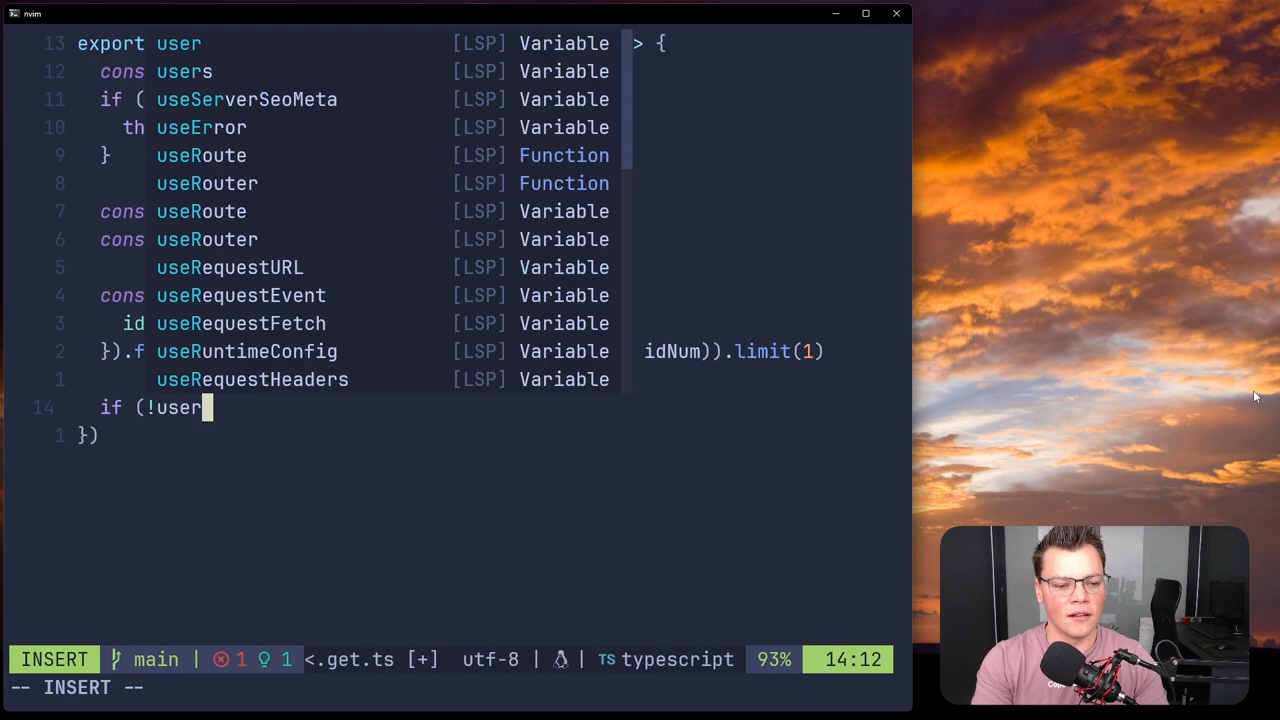 nvim
13 export user [LSP] Variable > {
12 cons users [LSP] Variable
11 if ( useServerSeoMeta [LSP] Variable
10 th useError [LSP] Variable
9 } useRoute [LSP] Function
8 useRouter [LSP] Function
7 cons useRoute [LSP] Variable
6 cons useRouter [LSP] Variable
5 useRequestURL [LSP] Variable
4 cons useRequestEvent [LSP] Variable
3 id useRequestFetch [LSP] Variable
2 }).f useRuntimeConfig [LSP] Variable idNum)).limit(1)
1 useRequestHeaders [LSP] Variable
14 if (!user
1 })
INSERT main | 1 1 <.get.ts [+] utf-8 | | TS typescript 93% 14:12
-- INSERT --